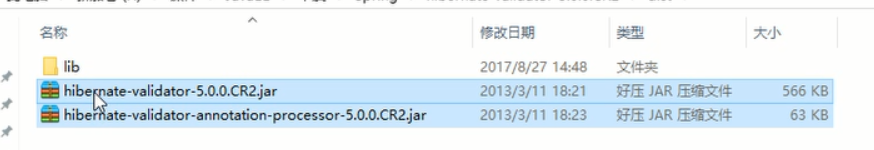 名称 修改日期 类型 大小
lib 2017/8/27 14:48 文件夹
hibernate-validator-5.0.0.CR2.jar 2013/3/11 18:21 好压 JAR 压缩文件 566 KB
hibernate-validator-annotation-processor-5.0.0.CR2.jar 2013/3/11 18:23 好压 JAR 压缩文件 63 KB